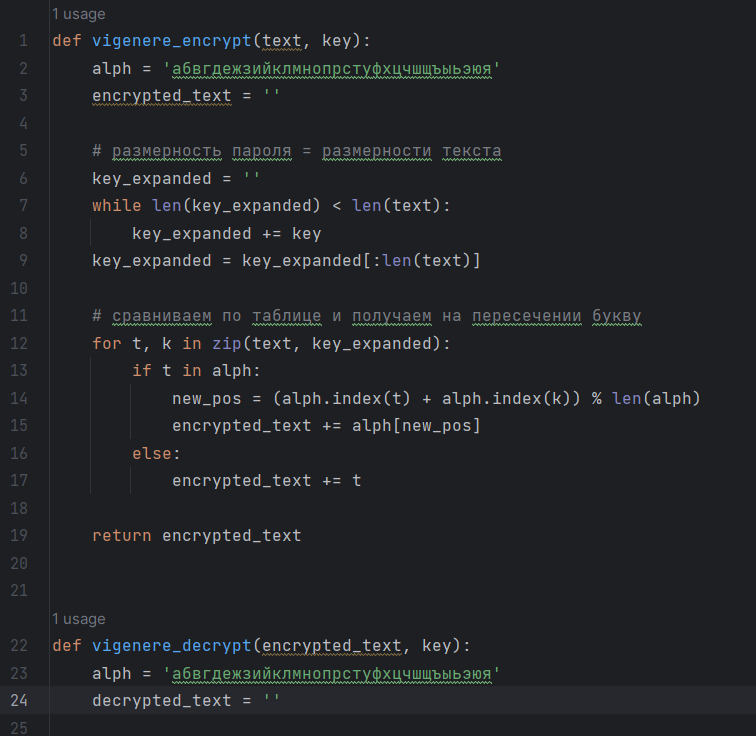 1 usage
1 def vigenere_encrypt(text, key):
2 alph = 'абвгдежзийклмнопрстуфхцчшщъыьэюя'
3 encrypted_text = ''
4
5 # размерность пароля = размерности текста
6 key_expanded = ''
7 while len(key_expanded) < len(text):
8 key_expanded += key
9 key_expanded = key_expanded[:len(text)]
10
11 # сравниваем по таблице и получаем на пересечении букву
12 for t, k in zip(text, key_expanded):
13 if t in alph:
14 new_pos = (alph.index(t) + alph.index(k)) % len(alph)
15 encrypted_text += alph[new_pos]
16 else:
17 encrypted_text += t
18
19 return encrypted_text
20
21
1 usage
22 def vigenere_decrypt(encrypted_text, key):
23 alph = 'абвгдежзийклмнопрстуфхцчшщъыьэюя'
24 decrypted_text = ''
25